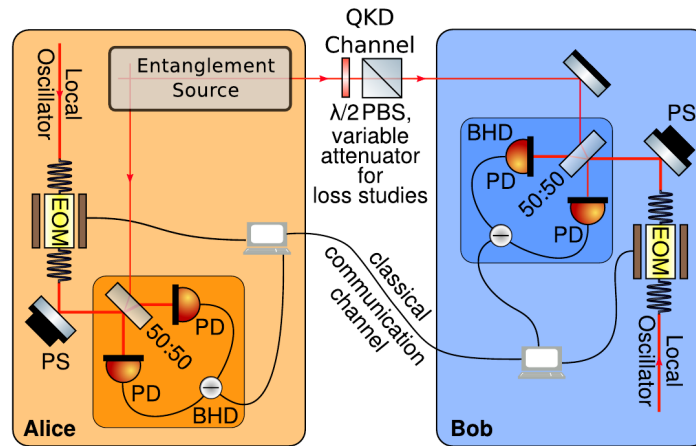 QKD
Channel
Entanglement
Source
λ/2 PBS,
variable
attenuator
for
loss studies
Local
Oscillator
EOM
PS
50:50
PD
PD
BHD
Alice
classical
communication
channel
PS
BHD
PD
50:50
PD
EOM
Local
Oscillator
Bob